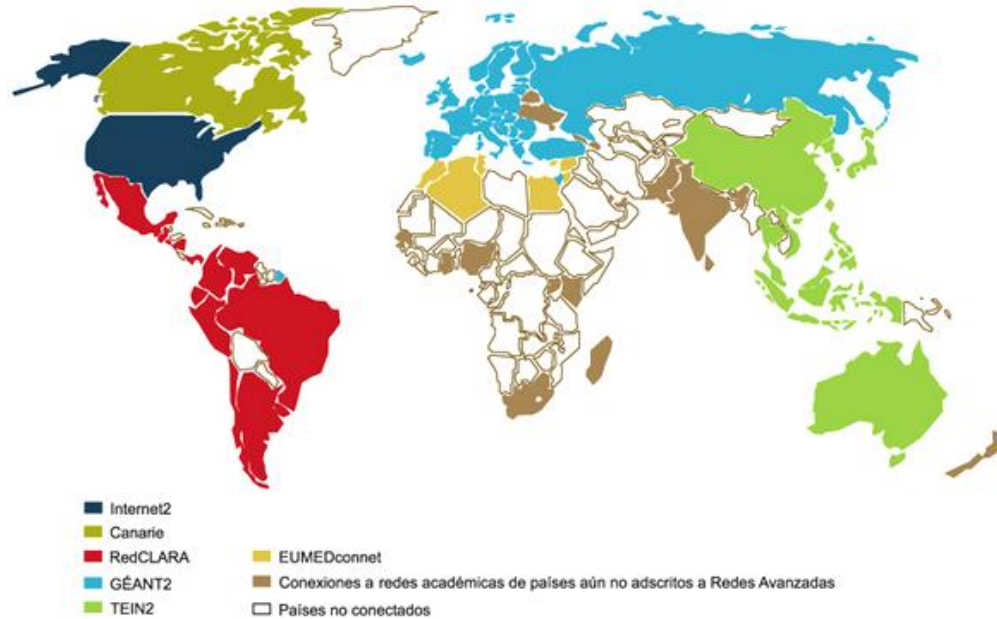 Internet2
Canarie
RedCLARA
GÉANT2
TEIN2
EUMEDconnet
Conexiones a redes académicas de países aún no adscritos a Redes Avanzadas
Países no conectados